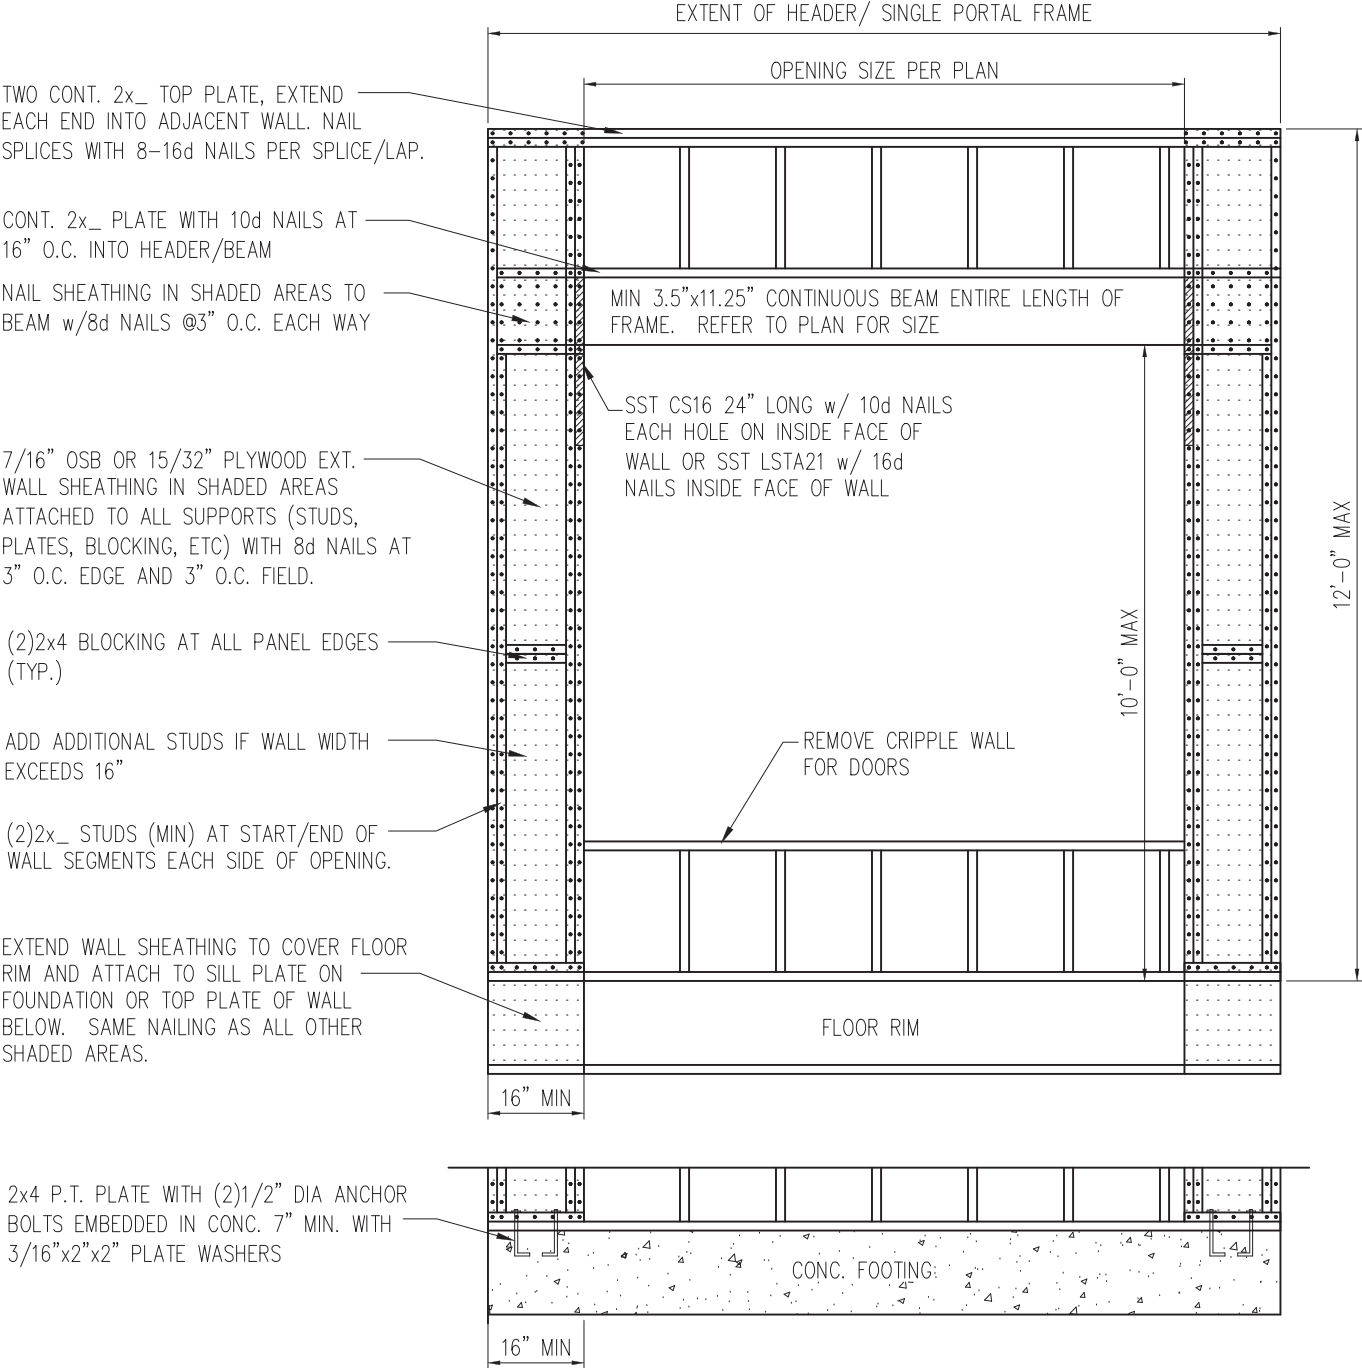 EXTENT OF HEADER/ SINGLE PORTAL FRAME
OPENING SIZE PER PLAN
TWO CONT. 2x_ TOP PLATE, EXTEND
EACH END INTO ADJACENT WALL. NAIL
SPLICES WITH 8-16d NAILS PER SPLICE/LAP.
CONT. 2x_ PLATE WITH 10d NAILS AT
16" O.C. INTO HEADER/BEAM
NAIL SHEATHING IN SHADED AREAS TO
BEAM w/8d NAILS @3" O.C. EACH WAY
MIN 3.5"x11.25" CONTINUOUS BEAM ENTIRE LENGTH OF
FRAME. REFER TO PLAN FOR SIZE
SST CS16 24" LONG w/ 10d NAILS
EACH HOLE ON INSIDE FACE OF
WALL OR SST LSTA21 w/ 16d
NAILS INSIDE FACE OF WALL
7/16" OSB OR 15/32" PLYWOOD EXT.
WALL SHEATHING IN SHADED AREAS
ATTACHED TO ALL SUPPORTS (STUDS,
PLATES, BLOCKING, ETC) WITH 8d NAILS AT
3" O.C. EDGE AND 3" O.C. FIELD.
12'-0" MAX
10'-0" MAX
(2)2x4 BLOCKING AT ALL PANEL EDGES
(TYP.)
ADD ADDITIONAL STUDS IF WALL WIDTH
EXCEEDS 16"
REMOVE CRIPPLE WALL
FOR DOORS
(2)2x_ STUDS (MIN) AT START/END OF
WALL SEGMENTS EACH SIDE OF OPENING.
EXTEND WALL SHEATHING TO COVER FLOOR
RIM AND ATTACH TO SILL PLATE ON
FOUNDATION OR TOP PLATE OF WALL
BELOW. SAME NAILING AS ALL OTHER
SHADED AREAS.
FLOOR RIM
16" MIN
2x4 P.T. PLATE WITH (2)1/2" DIA ANCHOR
BOLTS EMBEDDED IN CONC. 7" MIN. WITH
3/16"x2"x2" PLATE WASHERS
CONC. FOOTING
16" MIN